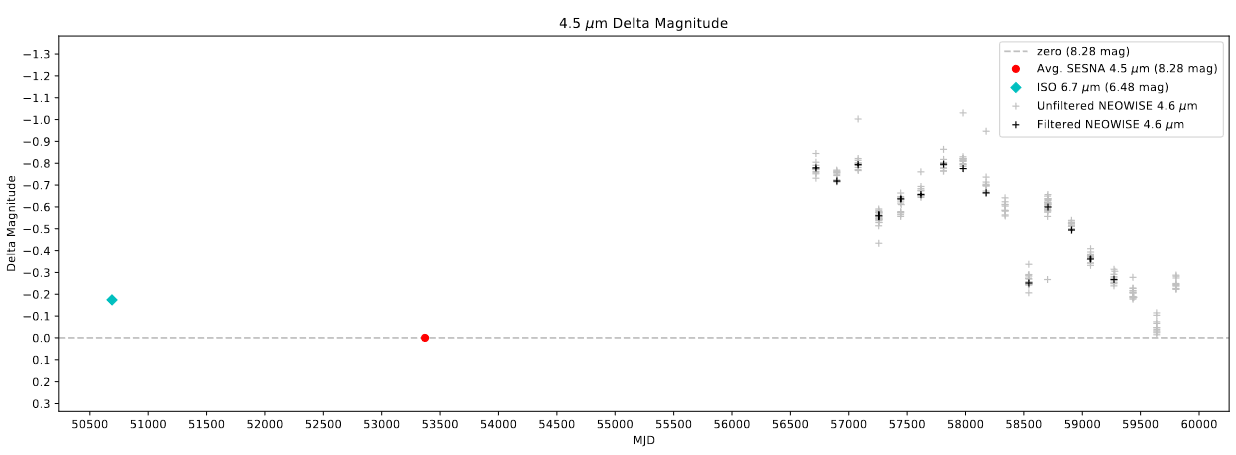 4.5 μm Delta Magnitude
zero (8.28 mag)
Avg. SESNA 4.5 μm (8.28 mag)
ISO 6.7 μm (6.48 mag)
Unfiltered NEOWISE 4.6 μm
Filtered NEOWISE 4.6 μm
Delta Magnitude
−1.3
−1.2
−1.1
−1.0
−0.9
−0.8
−0.7
−0.6
−0.5
−0.4
−0.3
−0.2
−0.1
0.0
0.1
0.2
0.3
50500 51000 51500 52000 52500 53000 53500 54000 54500 55000 55500 56000 56500 57000 57500 58000 58500 59000 59500 60000
MJD